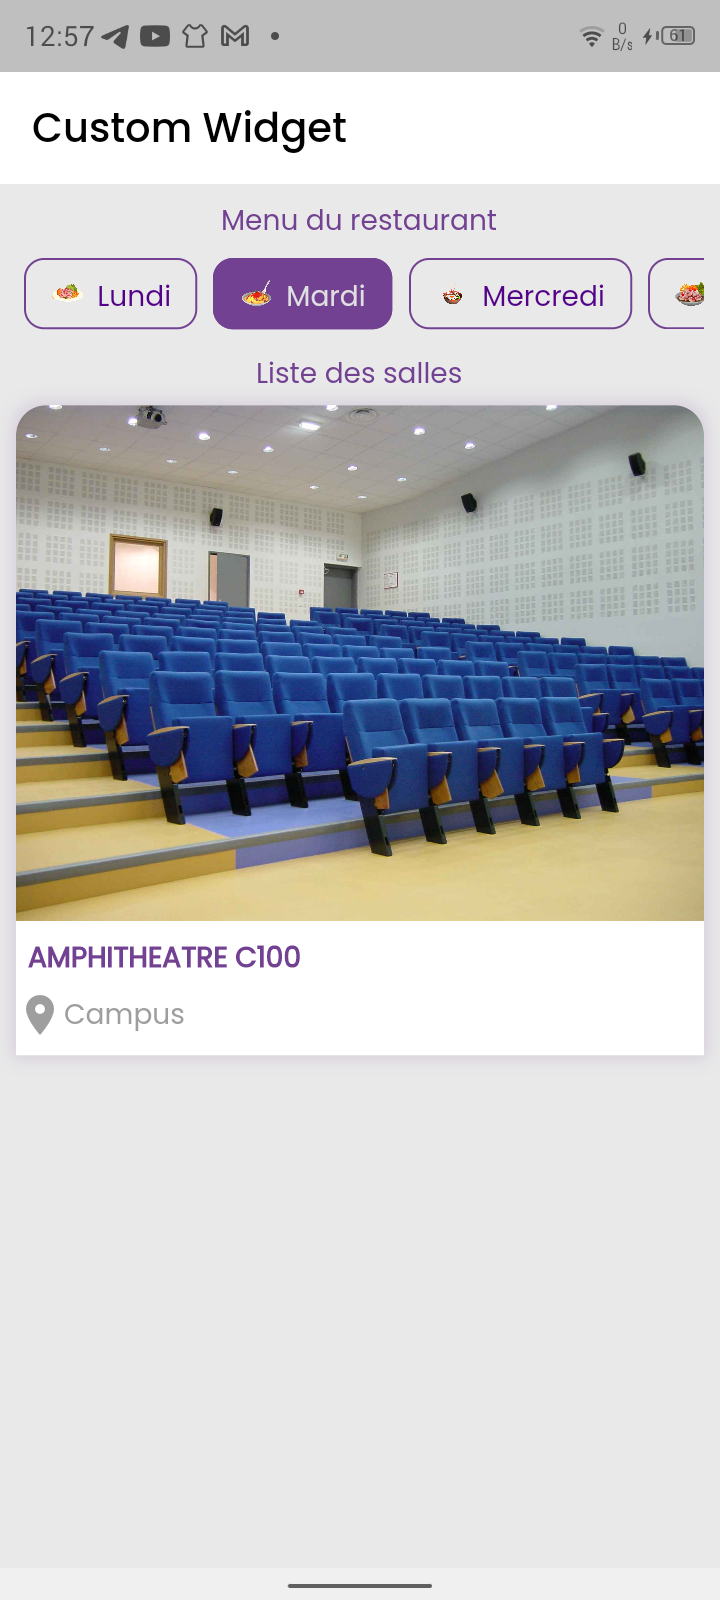 12:57
0
B/s
61
Custom Widget
Menu du restaurant
Lundi
Mardi
Mercredi
Liste des salles
AMPHITHEATRE C100
Campus